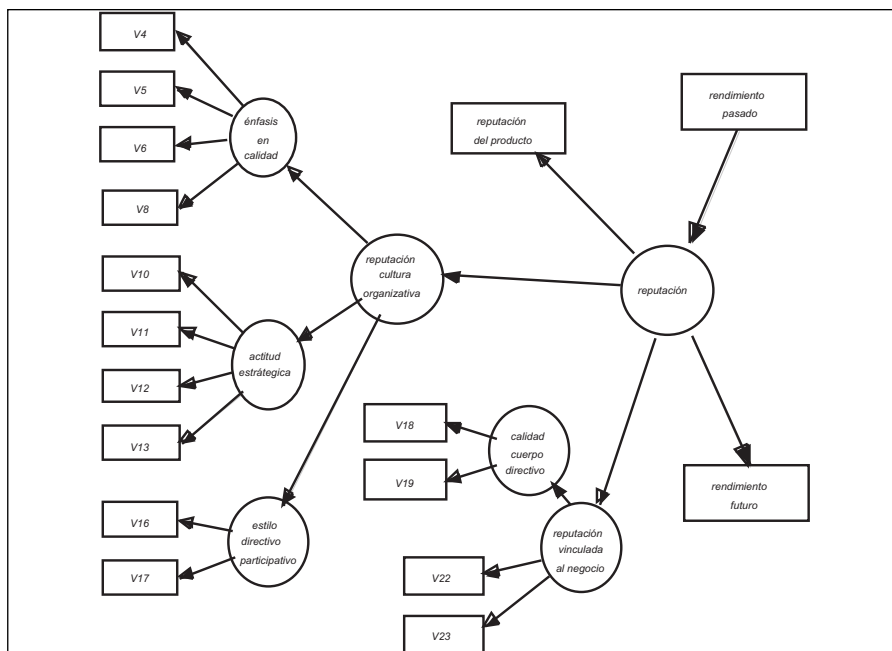 V4
V5
V6
V8
énfasis
en
calidad
reputación
del producto
rendimiento
pasado
reputación
cultura
organizativa
reputación
V10
V11
V12
V13
actitud
estrátegica
V18
V19
calidad
cuerpo
directivo
rendimiento
futuro
V16
V17
estilo
directivo
participativo
reputación
vinculada
al negocio
V22
V23